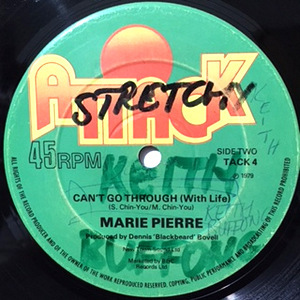 ATTACK
STRETCHY
45RPM
SIDE TWO
TACK 4
℗ 1979
KEITH
CAN'T GO THROUGH (With Life)
(S. Chin-You/M. Chin-You)
MARIE PIERRE
Produced by Dennis 'Blackbeard' Bovell
Records Ltd.
ALL RIGHTS OF THE RECORD PRODUCER AND OF THE OWNER OF THE WORK REPRODUCED RESERVED. COPYING, PUBLIC PERFORMANCE AND BROADCASTING OF THIS RECORD PROHIBITED